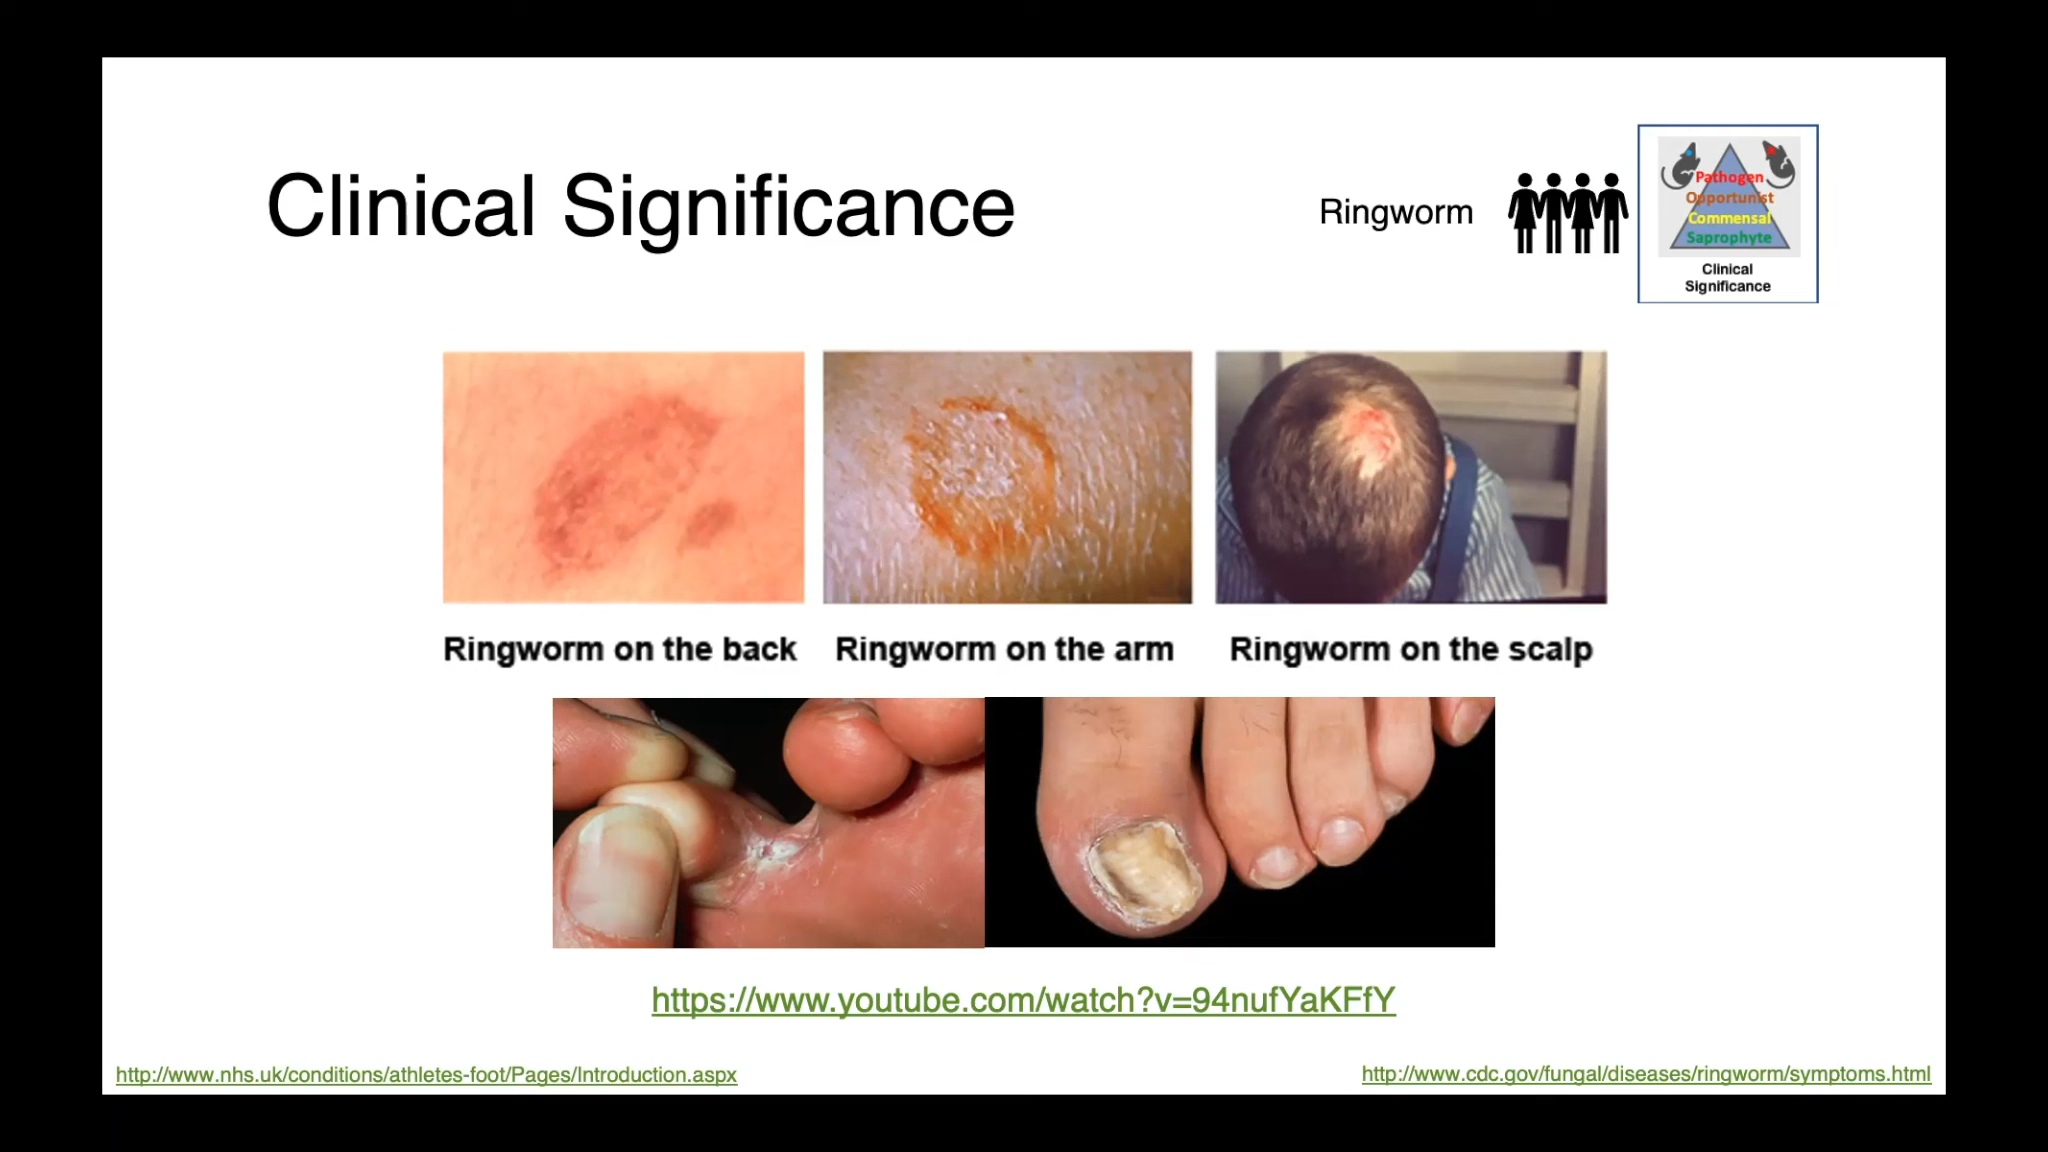 Clinical Significance
Ringworm
Pathogen
Opportunist
Commensal
Saprophyte
Clinical
Significance
Ringworm on the back
Ringworm on the arm
Ringworm on the scalp
https://www.youtube.com/watch?v=94nufYaKFfY
http://www.nhs.uk/conditions/athletes-foot/Pages/Introduction.aspx
http://www.cdc.gov/fungal/diseases/ringworm/symptoms.html